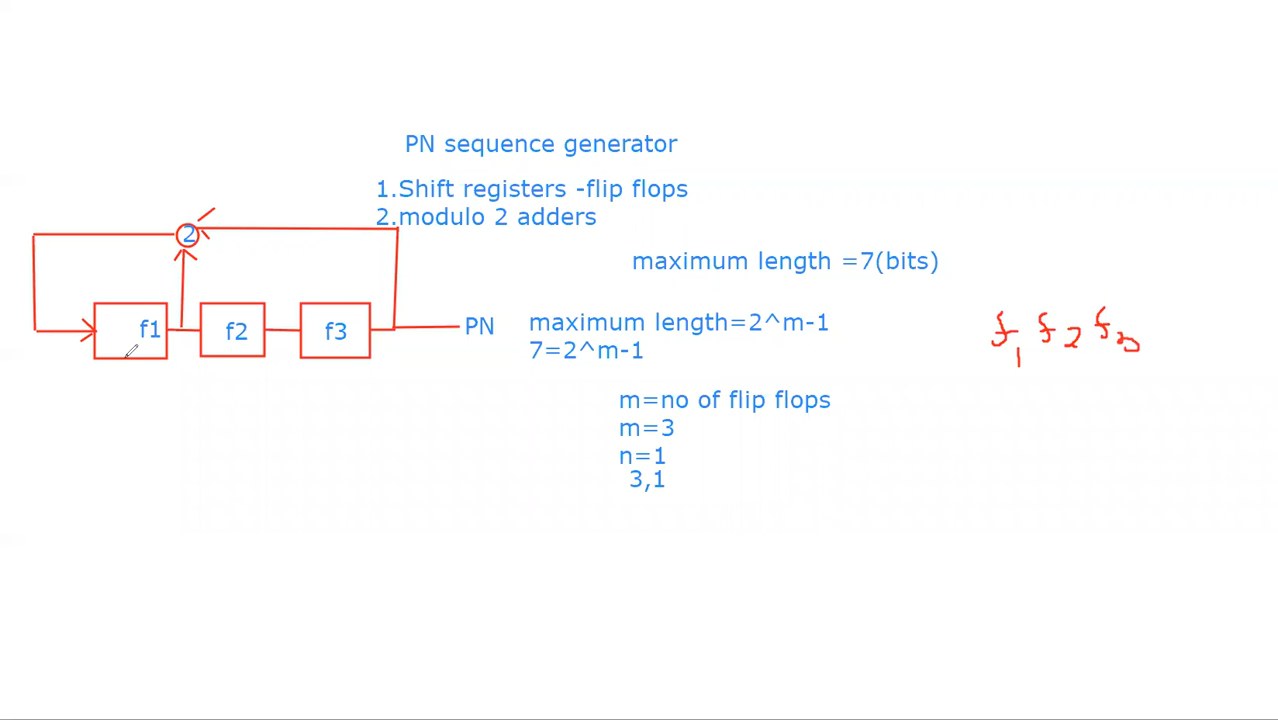 PN sequence generator
1.Shift registers -flip flops
2.modulo 2 adders
2
maximum length =7(bits)
f1 f2 f3 PN
maximum length=2^m-1
7=2^m-1
f1 f2 f3
m=no of flip flops
m=3
n=1
3,1